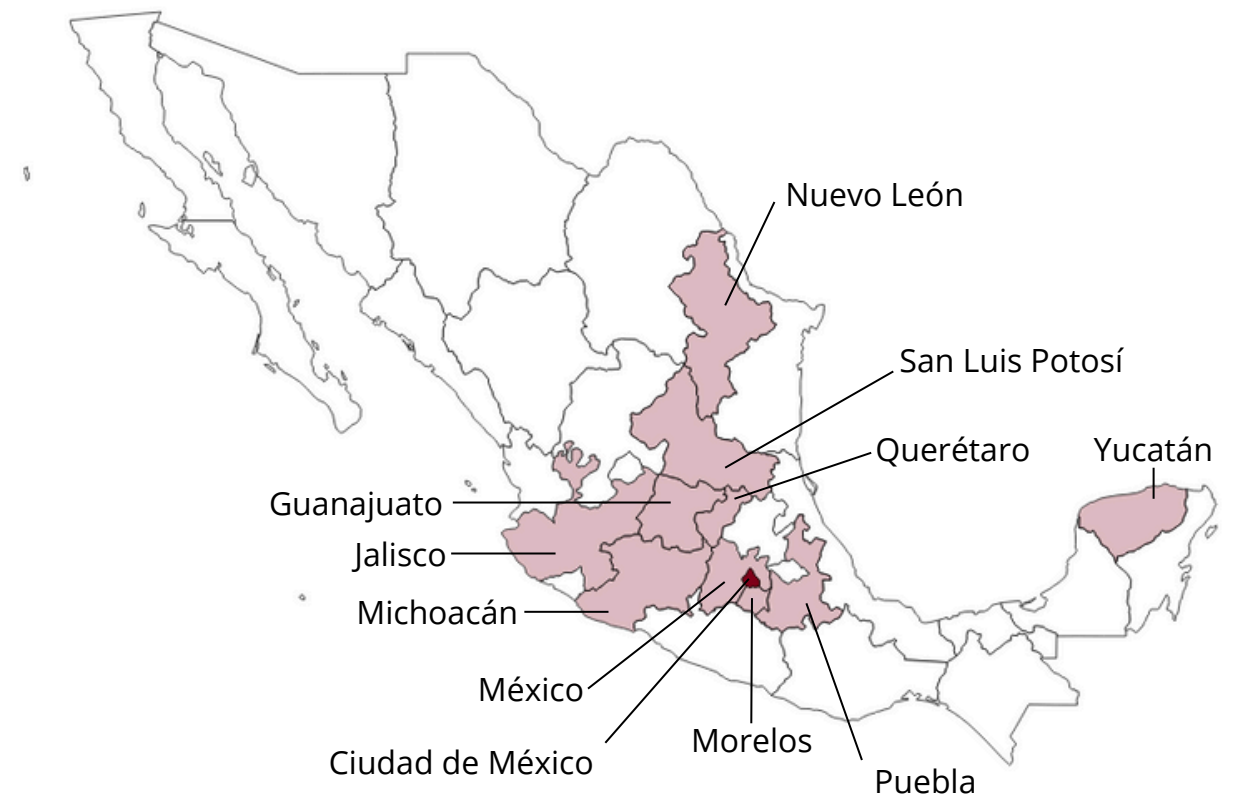 Nuevo León
San Luis Potosí
Querétaro
Yucatán
Guanajuato
Jalisco
Michoacán
México
Morelos
Ciudad de México
Puebla